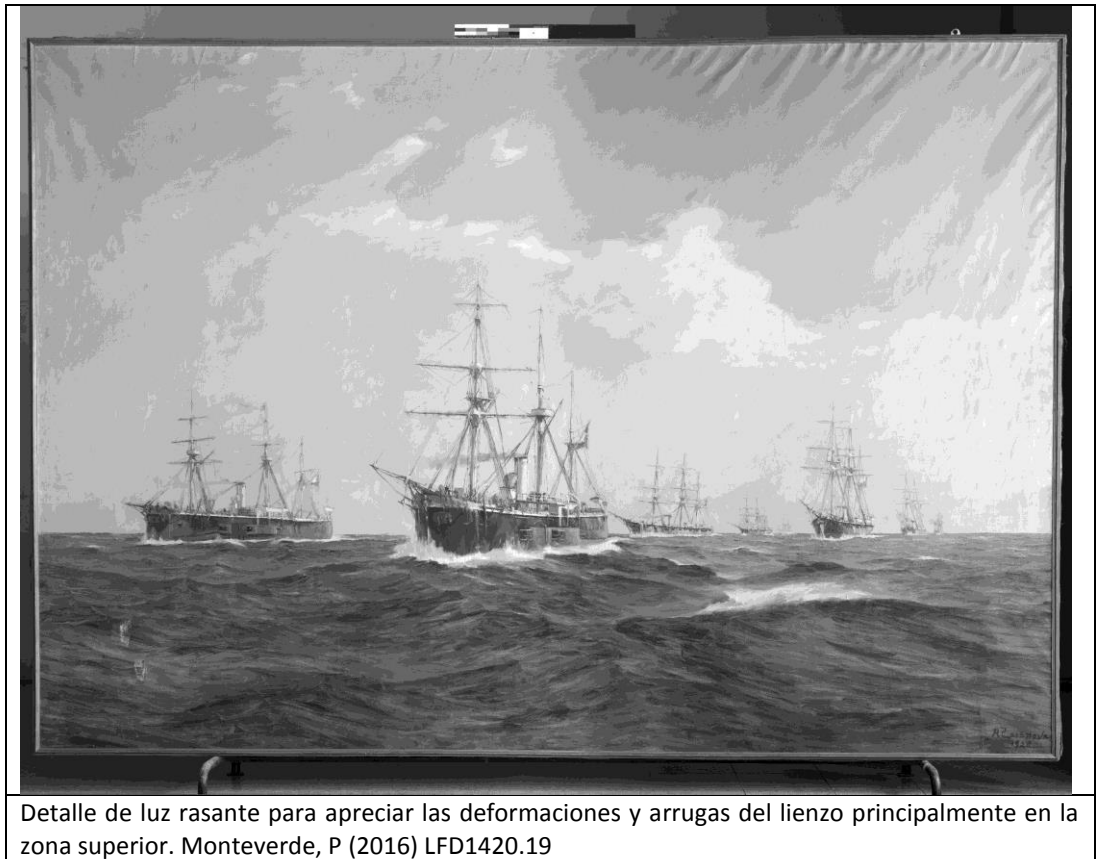 Detalle de luz rasante para apreciar las deformaciones y arrugas del lienzo principalmente en la
zona superior. Monteverde, P (2016) LFD1420.19